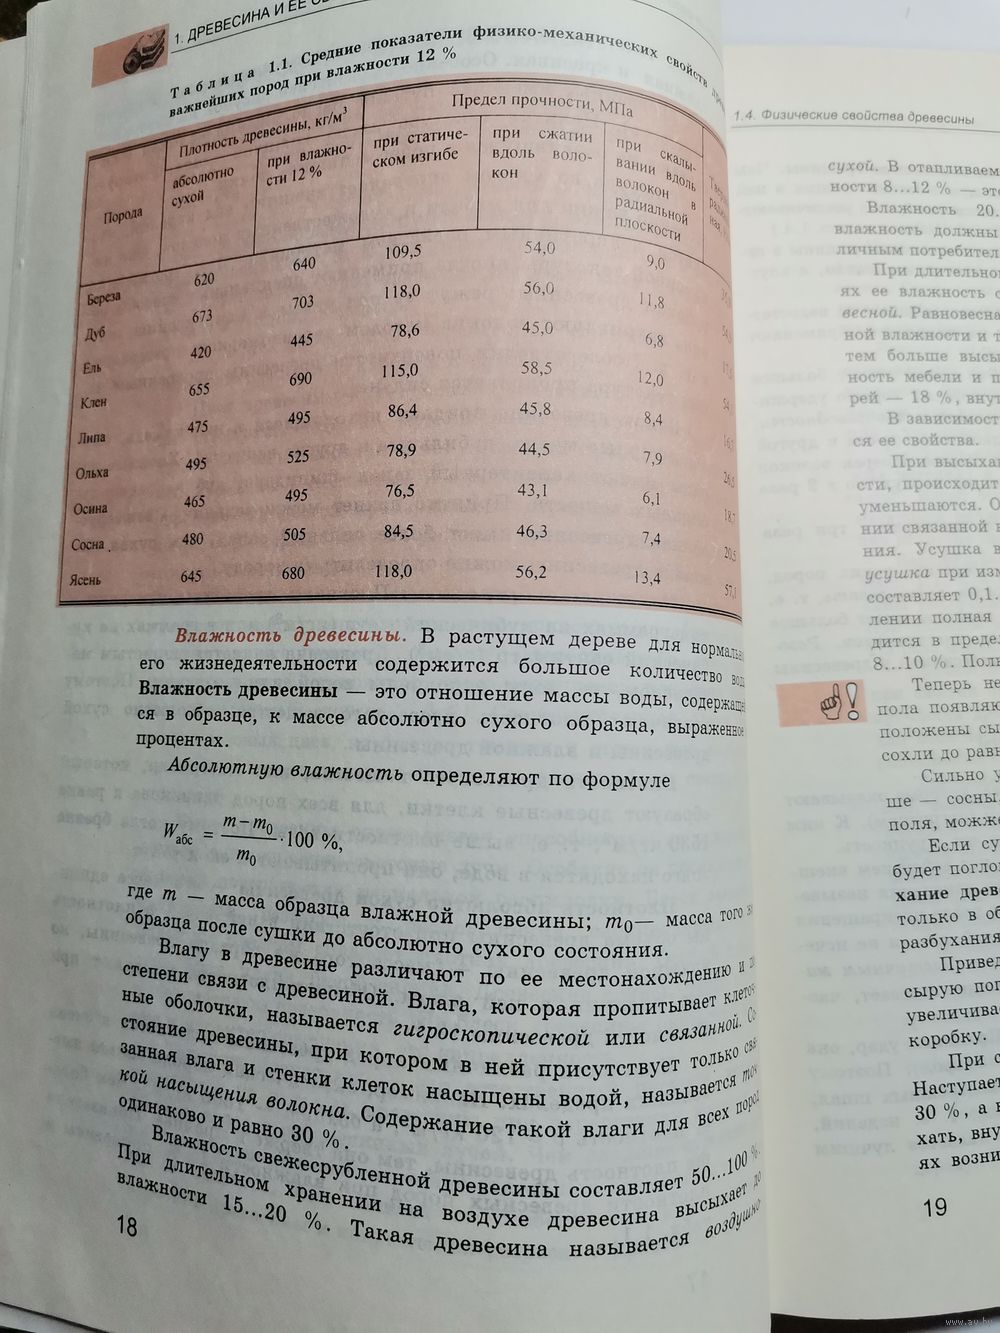 1. ДРЕВЕСИНА И ЕЕ
Таблица 1.1. Средние показатели физико-механических свойств
важнейших пород при влажности 12 %
Порода
Плотность древесины, кг/м³
Предел прочности, МПа
абсолютно
сухой
при влажно-
сти 12 %
при статиче-
ском изгибе
при сжатии
вдоль воло-
кон
при скалы-
вании вдоль
волокон в
радиальной
плоскости
Береза 620 640 109,5 54,0 9,0
Дуб 673 703 118,0 56,0 11,8
Ель 420 445 78,6 45,0 6,8
Клен 655 690 115,0 58,5 12,0
Липа 475 495 86,4 45,8 8,4
Ольха 495 525 78,9 44,5 7,9
Осина 465 495 76,5 43,1 6,1
Сосна 480 505 84,5 46,3 7,4 20,5
Ясень 645 680 118,0 56,2 13,4 57,1
Влажность древесины. В растущем дереве для нормаль
его жизнедеятельности содержится большое количество вод
Влажность древесины — это отношение массы воды, содержаще
ся в образце, к массе абсолютно сухого образца, выраженное
процентах.
Абсолютную влажность определяют по формуле
Wабс = (m – m0)/m0 · 100 %,
где m — масса образца влажной древесины; m0 — масса того
образца после сушки до абсолютно сухого состояния.
Влагу в древесине различают по ее местонахождению и
степени связи с древесиной. Влага, которая пропитывает клеточ
ные оболочки, называется гигроскопической или связанной. Со
стояние древесины, при котором в ней присутствует только свя
занная влага и стенки клеток насыщены водой, называется точ
кой насыщения волокна. Содержание такой влаги для всех пород
одинаково и равно 30 %.
Влажность свежесрубленной древесины составляет 50...100 %.
При длительном хранении на воздухе древесина высыхает до
влажности 15...20 %. Такая древесина называется воздушно
18
1.4. Физические свойства древесины
сухой. В отапливаем
ности 8...12 % — это
Влажность 20.
влажность должны
личным потребител
При длительном
ях ее влажность с
весной. Равновесна
ной влажности и т
тем больше высы
ность мебели и п
рей — 18 %, внут
В зависимост
ся ее свойства.
При высыхан
сти, происходит
уменьшаются. О
нии связанной
ния. Усушка в
усушка при изм
составляет 0,1.
лении полная
дится в предел
8...10 %. Полн
Теперь не
пола появляю
положены сы
сохли до равн
Сильно у
ше — сосны,
поля, можже
Если су
будет погло
хание древ
только в об
разбухания
Привед
сырую пог
увеличива
коробку.
При с
Наступает
30 %, а
хать, вну
ях возни
19
www.av.by